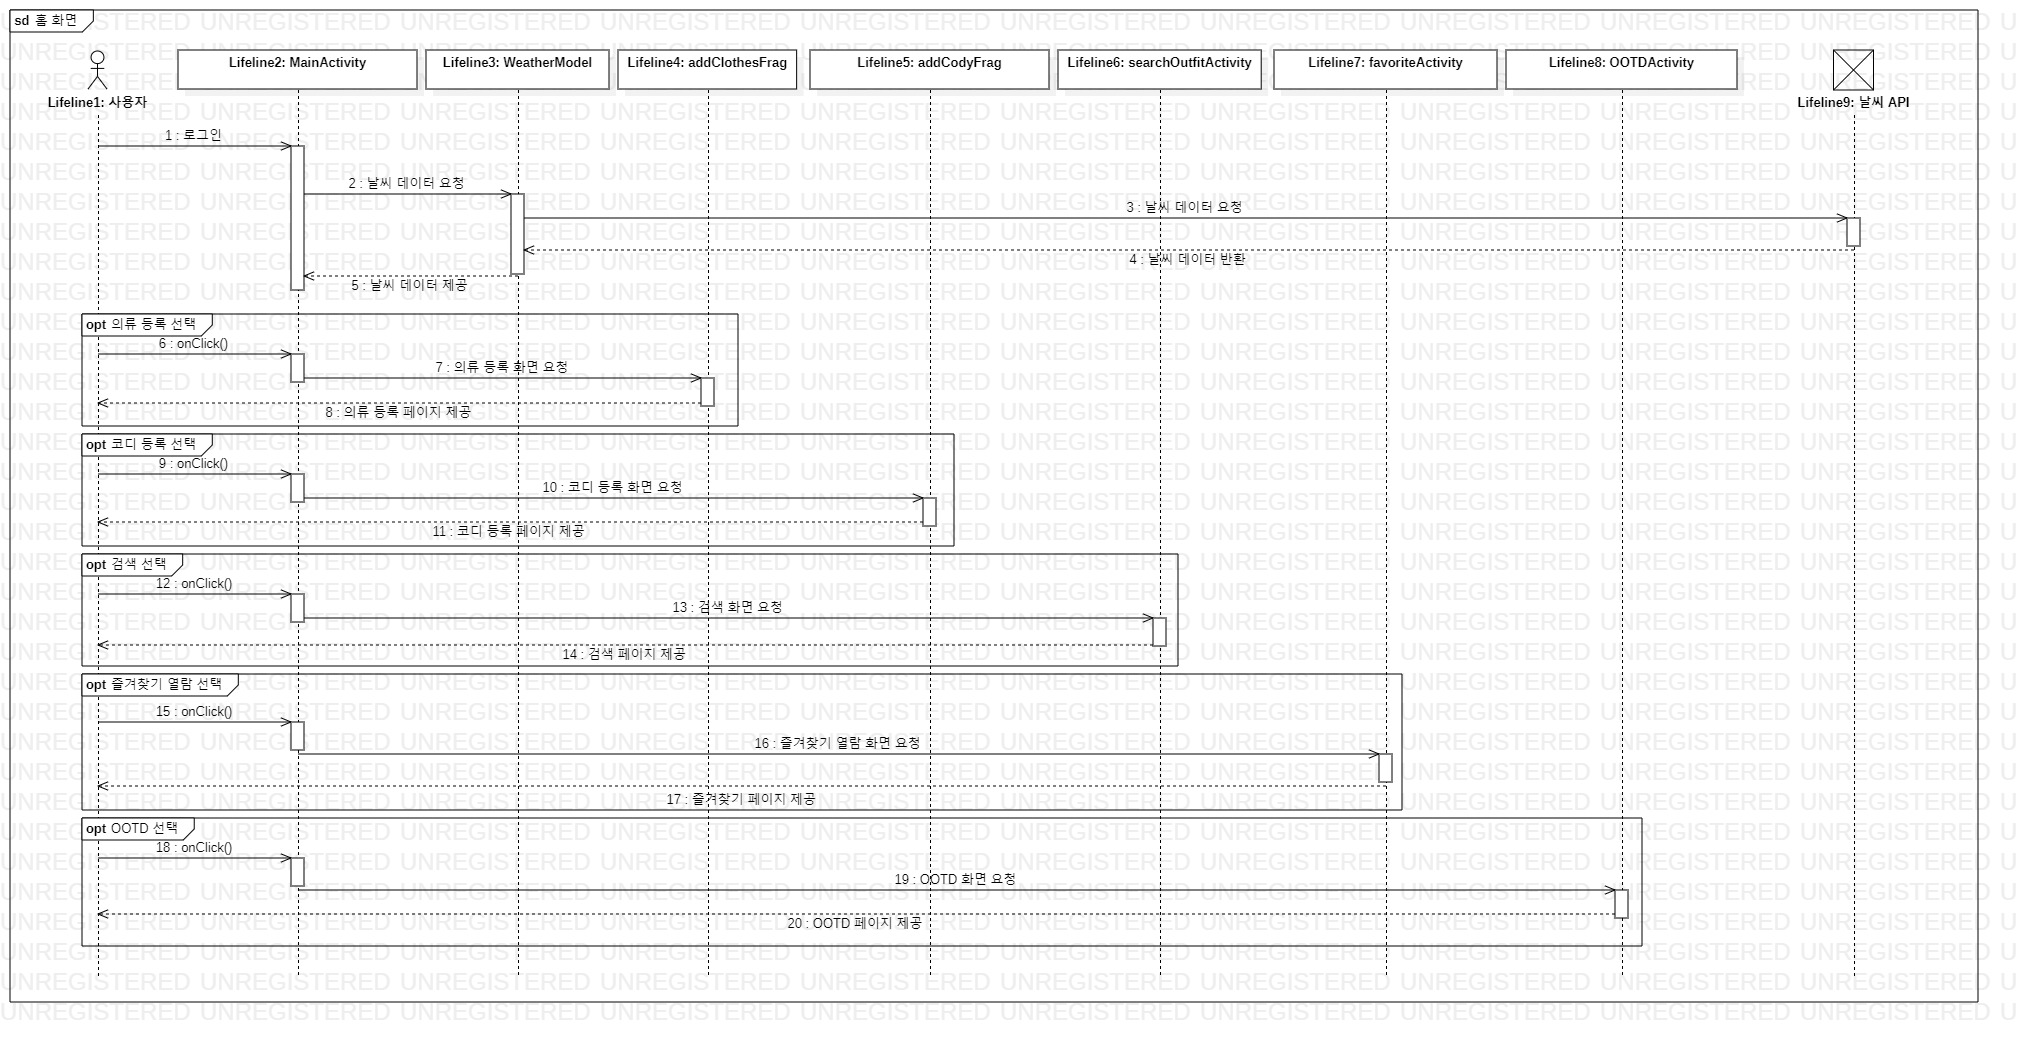 sd 홈 화면
Lifeline1: 사용자
Lifeline2: MainActivity
Lifeline3: WeatherModel
Lifeline4: addClothesFrag
Lifeline5: addCodyFrag
Lifeline6: searchOutfitActivity
Lifeline7: favoriteActivity
Lifeline8: OOTDActivity
Lifeline9: 날씨 API
1 : 로그인
2 : 날씨 데이터 요청
3 : 날씨 데이터 요청
4 : 날씨 데이터 반환
5 : 날씨 데이터 제공
opt 의류 등록 선택
6 : onClick()
7 : 의류 등록 화면 요청
8 : 의류 등록 페이지 제공
opt 코디 등록 선택
9 : onClick()
10 : 코디 등록 화면 요청
11 : 코디 등록 페이지 제공
opt 검색 선택
12 : onClick()
13 : 검색 화면 요청
14 : 검색 페이지 제공
opt 즐겨찾기 열람 선택
15 : onClick()
16 : 즐겨찾기 열람 화면 요청
17 : 즐겨찾기 페이지 제공
opt OOTD 선택
18 : onClick()
19 : OOTD 화면 요청
20 : OOTD 페이지 제공
UNREGISTERED